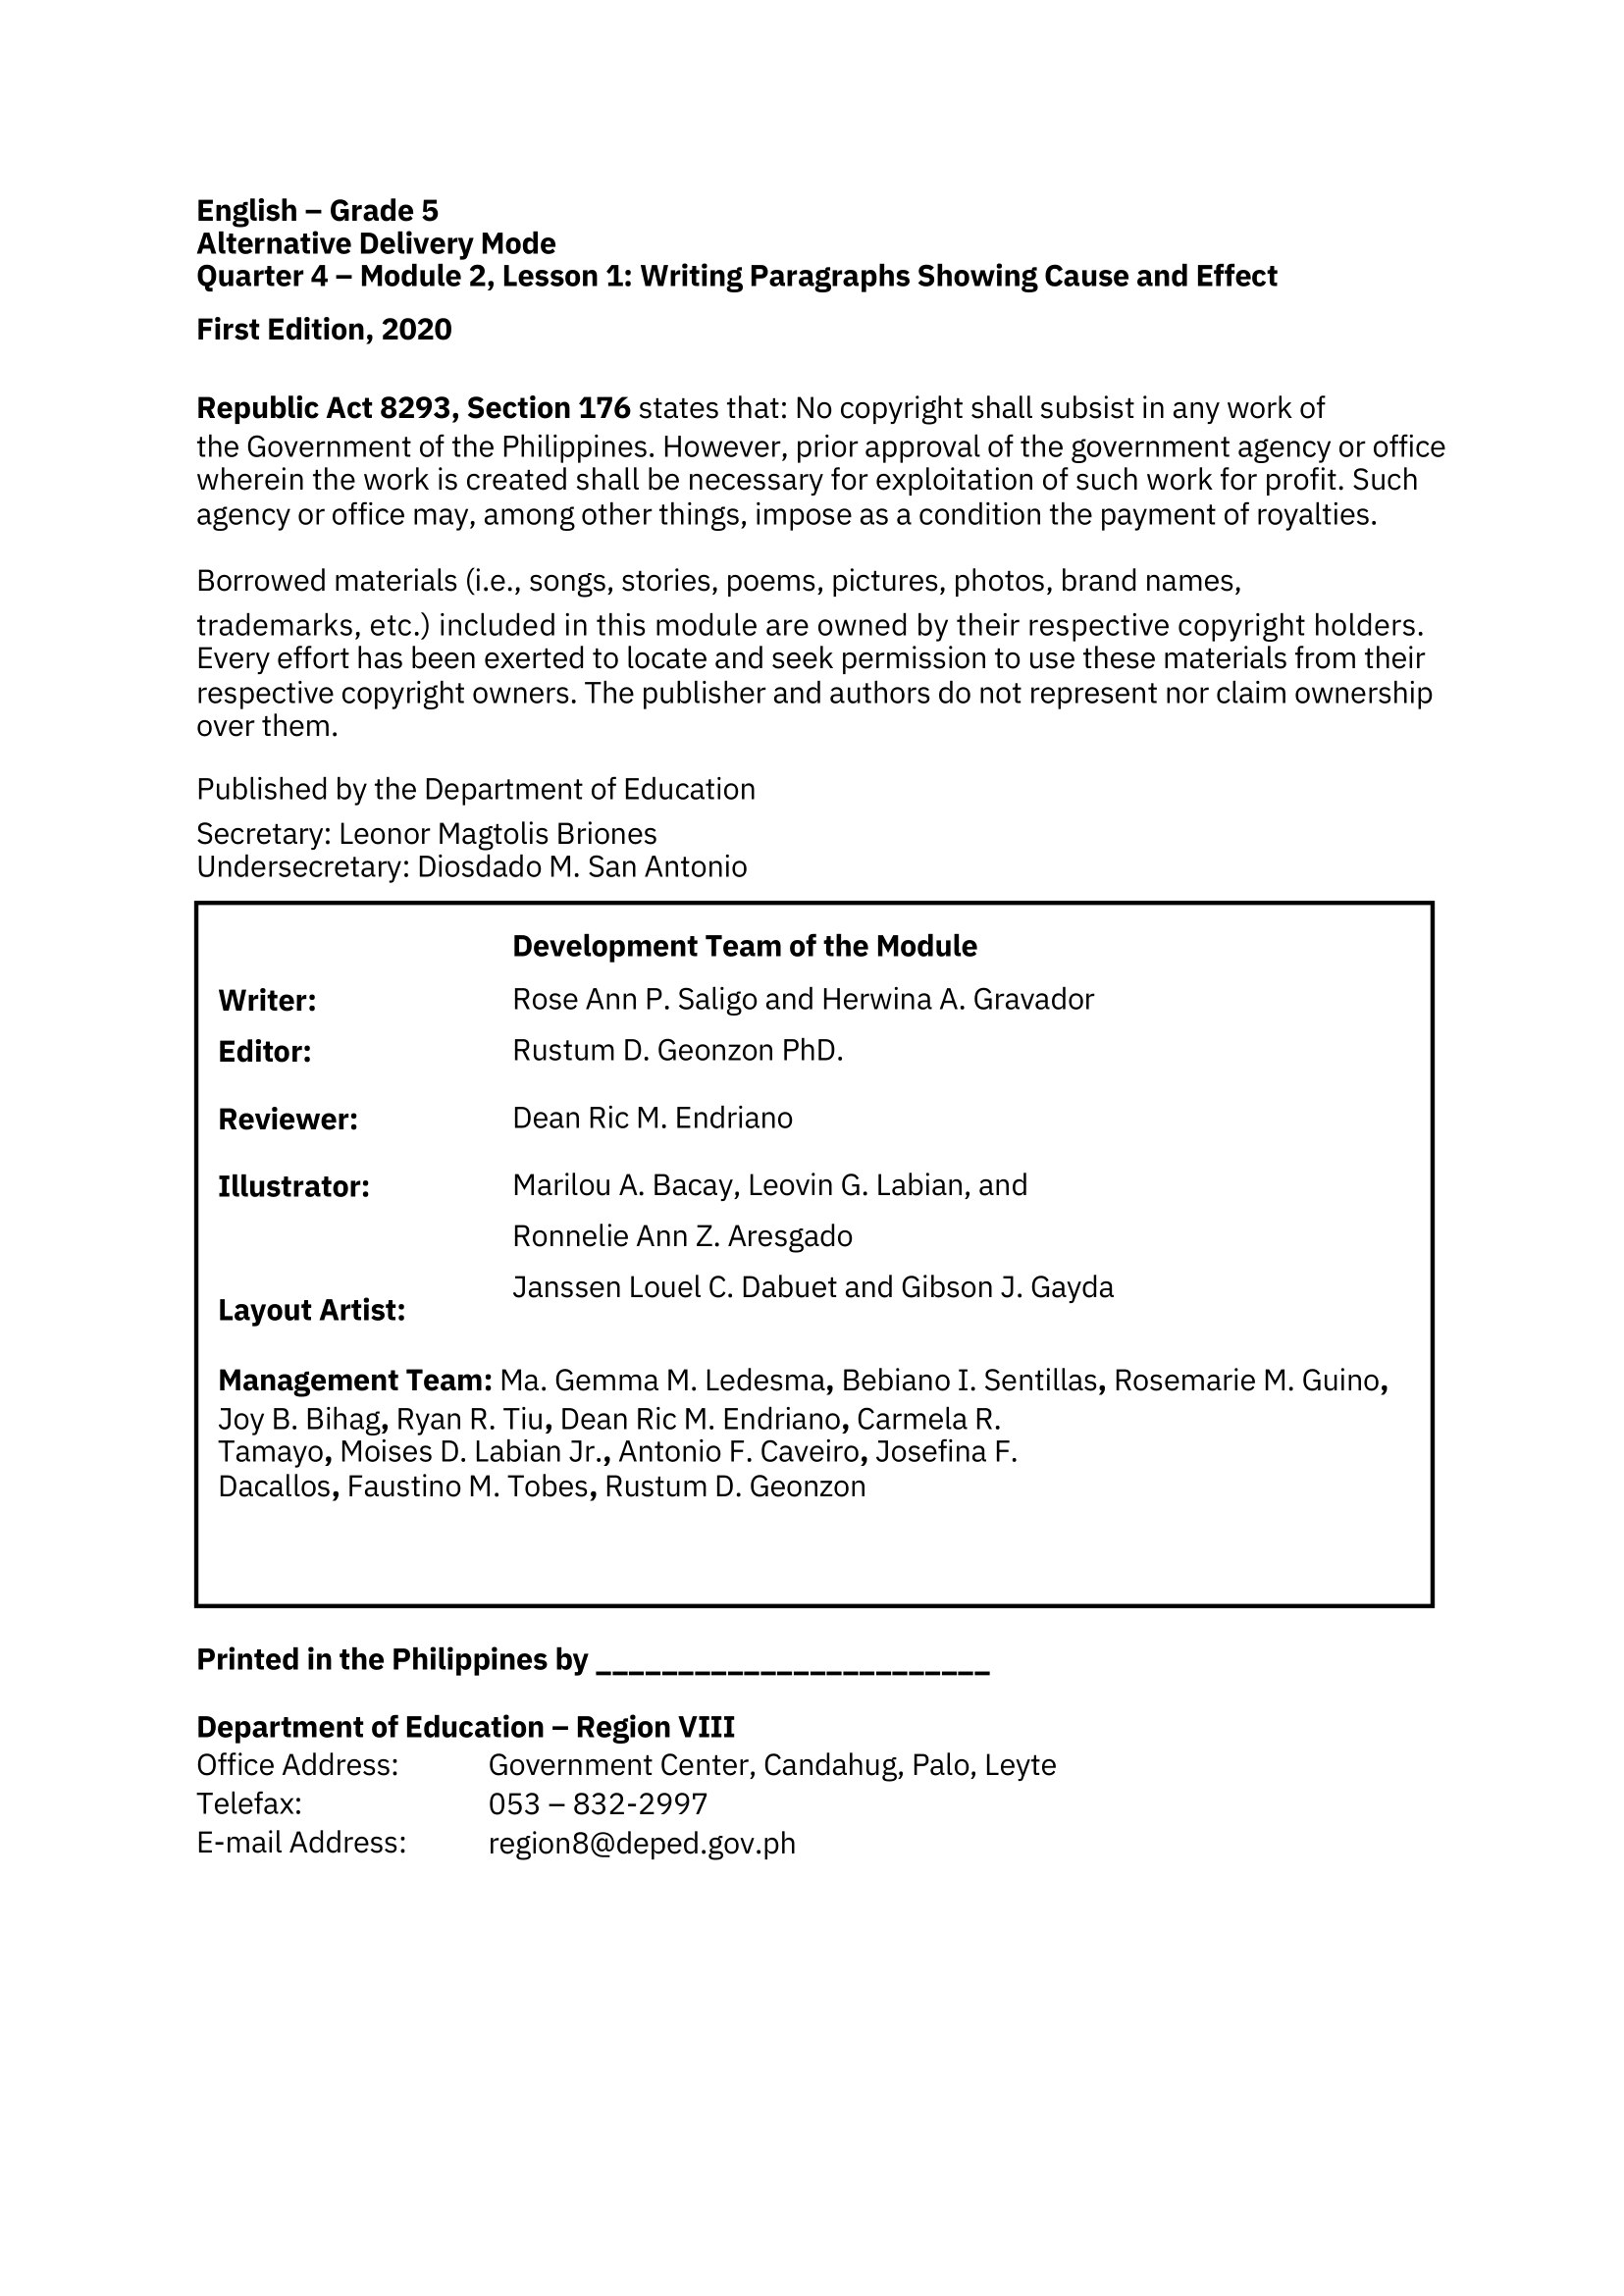 English – Grade 5
Alternative Delivery Mode
Quarter 4 – Module 2, Lesson 1: Writing Paragraphs Showing Cause and Effect
First Edition, 2020
Republic Act 8293, Section 176 states that: No copyright shall subsist in any work of
the Government of the Philippines. However, prior approval of the government agency or office
wherein the work is created shall be necessary for exploitation of such work for profit. Such
agency or office may, among other things, impose as a condition the payment of royalties.
Borrowed materials (i.e., songs, stories, poems, pictures, photos, brand names,
trademarks, etc.) included in this module are owned by their respective copyright holders.
Every effort has been exerted to locate and seek permission to use these materials from their
respective copyright owners. The publisher and authors do not represent nor claim ownership
over them.
Published by the Department of Education
Secretary: Leonor Magtolis Briones
Undersecretary: Diosdado M. San Antonio
Development Team of the Module
Writer: Rose Ann P. Saligo and Herwina A. Gravador
Editor: Rustum D. Geonzon PhD.
Reviewer: Dean Ric M. Endriano
Illustrator: Marilou A. Bacay, Leovin G. Labian, and
Ronnelie Ann Z. Aresgado
Layout Artist: Janssen Louel C. Dabuet and Gibson J. Gayda
Management Team: Ma. Gemma M. Ledesma, Bebiano I. Sentillas, Rosemarie M. Guino,
Joy B. Bihag, Ryan R. Tiu, Dean Ric M. Endriano, Carmela R.
Tamayo, Moises D. Labian Jr., Antonio F. Caveiro, Josefina F.
Dacallos, Faustino M. Tobes, Rustum D. Geonzon
Printed in the Philippines by ________________________
Department of Education – Region VIII
Office Address: Government Center, Candahug, Palo, Leyte
Telefax: 053 – 832-2997
E-mail Address: region8@deped.gov.ph